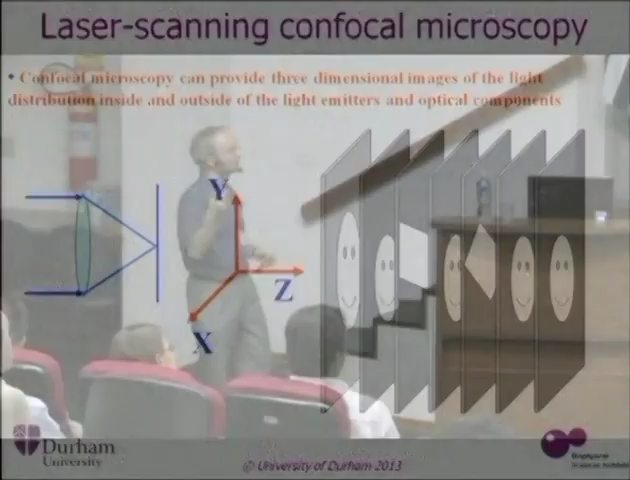 Laser-scanning confocal microscopy
• Confocal microscopy can provide three dimensional images of the light
distribution inside and outside of the light emitters and optical components
Y
Z
X
Durham
University
© University of Durham 2013